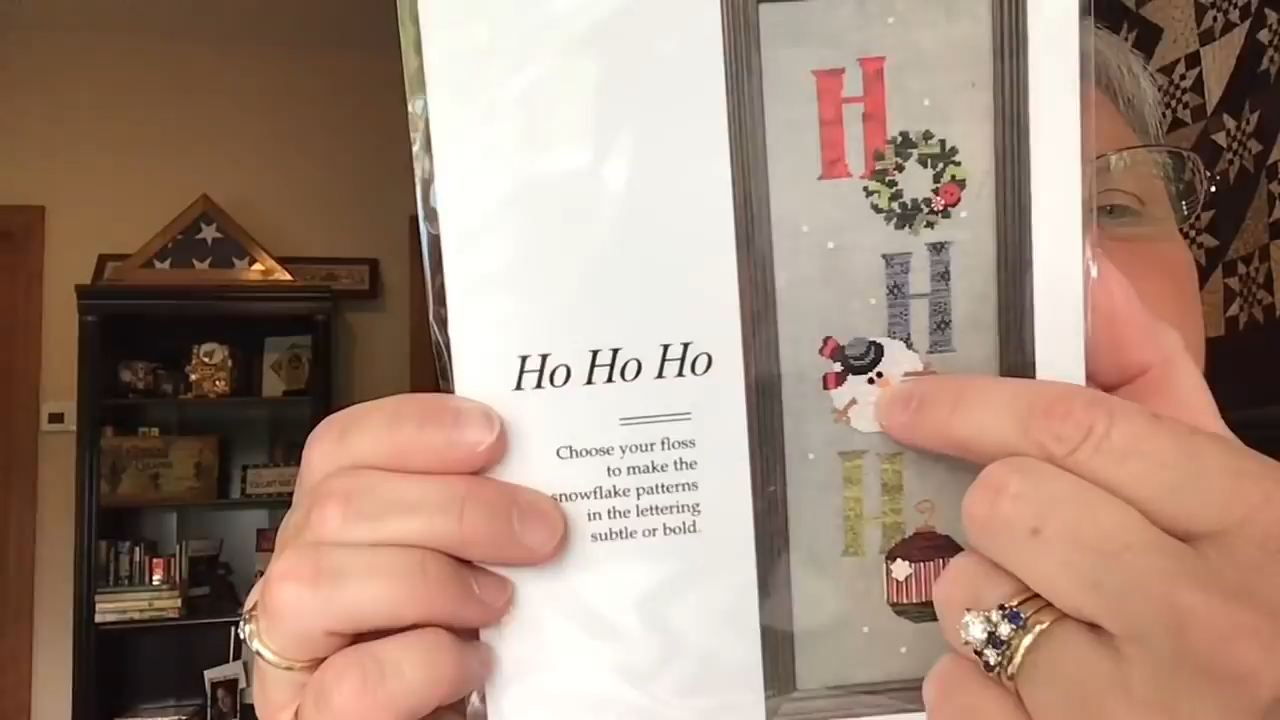 Ho Ho Ho
Choose your floss
to make the
snowflake patterns
in the lettering
subtle or bold.
H
H
H